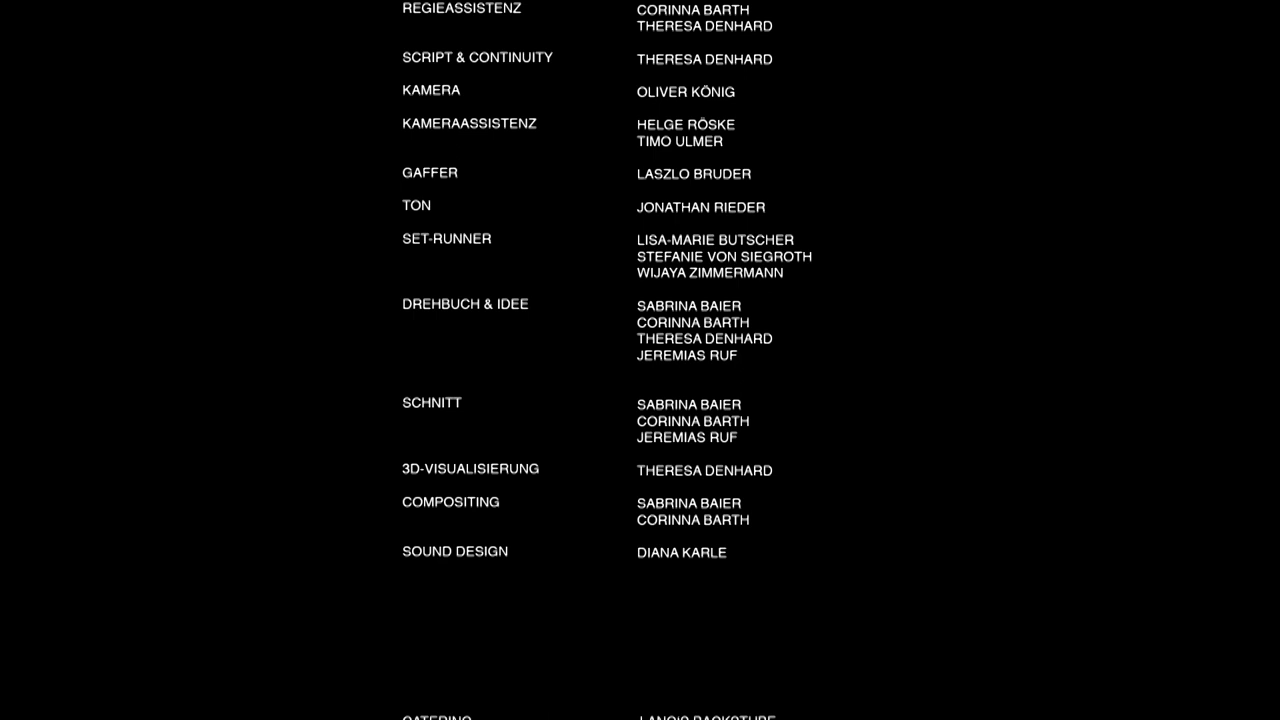 REGIEASSISTENZ CORINNA BARTH
THERESA DENHARD
SCRIPT & CONTINUITY THERESA DENHARD
KAMERA OLIVER KÖNIG
KAMERAASSISTENZ HELGE RÖSKE
TIMO ULMER
GAFFER LASZLO BRUDER
TON JONATHAN RIEDER
SET-RUNNER LISA-MARIE BUTSCHER
STEFANIE VON SIEGROTH
WIJAYA ZIMMERMANN
DREHBUCH & IDEE SABRINA BAIER
CORINNA BARTH
THERESA DENHARD
JEREMIAS RUF
SCHNITT SABRINA BAIER
CORINNA BARTH
JEREMIAS RUF
3D-VISUALISIERUNG THERESA DENHARD
COMPOSITING SABRINA BAIER
CORINNA BARTH
SOUND DESIGN DIANA KARLE
CATERING